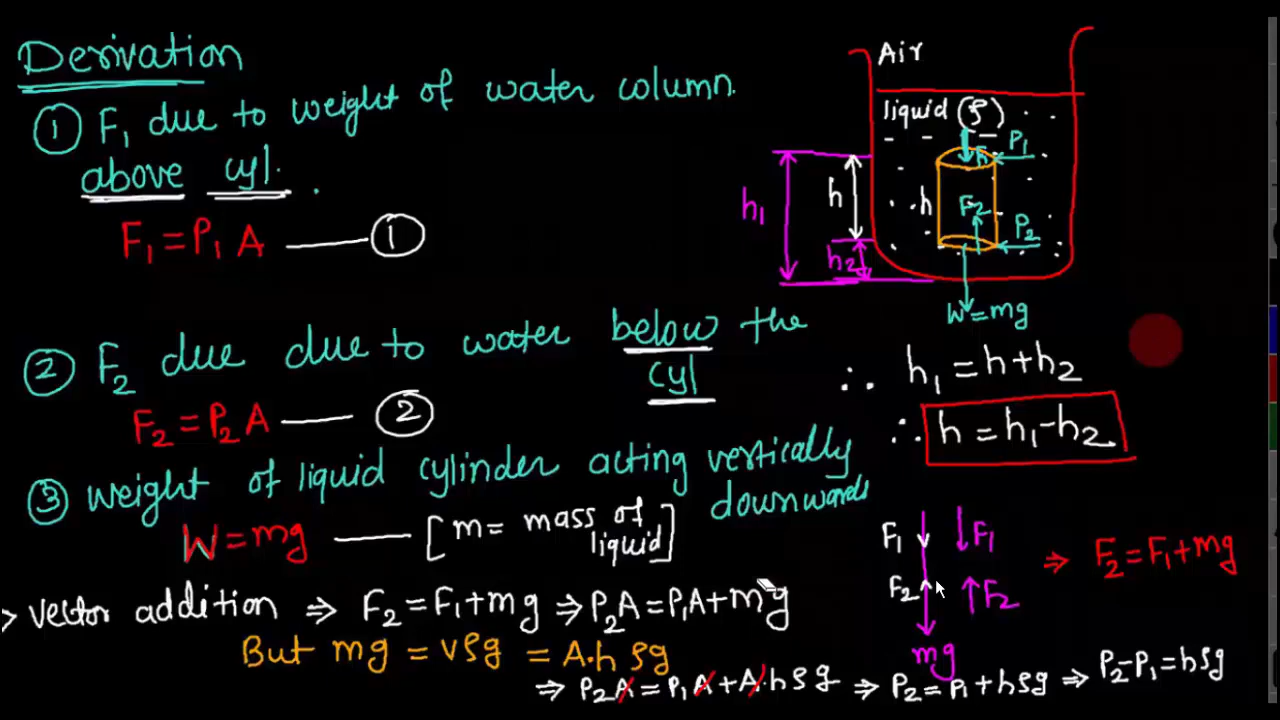 Derivation
① F₁ due to weight of water column
above cyl.
F₁ = P₁ A —— ①
② F₂ due due to water below the
cyl
F₂ = P₂ A —— ②
③ weight of liquid cylinder acting vertically
downwards
W = mg —— [m = mass of
liquid]
vector addition ⇒ F₂ = F₁ + mg ⇒ P₂A = P₁A + mg
But mg = Vρg = A.h ρg
⇒ P₂A = P₁A + A.hρg ⇒ P₂ = P₁ + hρg ⇒ P₂-P₁ = hρg
Air
liquid (ρ)
P₁
F₁
h₁
h
h
F₂
P₂
h₂
W = mg
∴ h₁ = h + h₂
∴ h = h₁-h₂
F₁ F₁
F₂ F₂
mg
⇒ F₂ = F₁ + mg